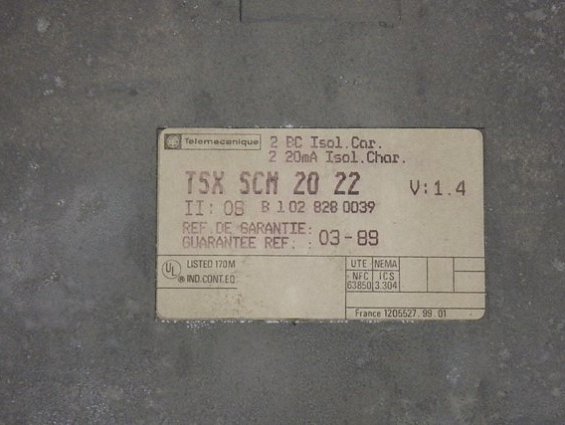 Telemecanique 2 BC Isol.Car.
2 20mA Isol.Char.
TSX SCM 20 22 V:1.4
II: 08 B 102 828 0039
REF.DE GARANTIE:
GUARANTEE REF. : 03-89
UL LISTED 170M
® IND.CONT.EQ
UTE NEMA
NFC ICS
63850 3.304
France 1205527.99.01